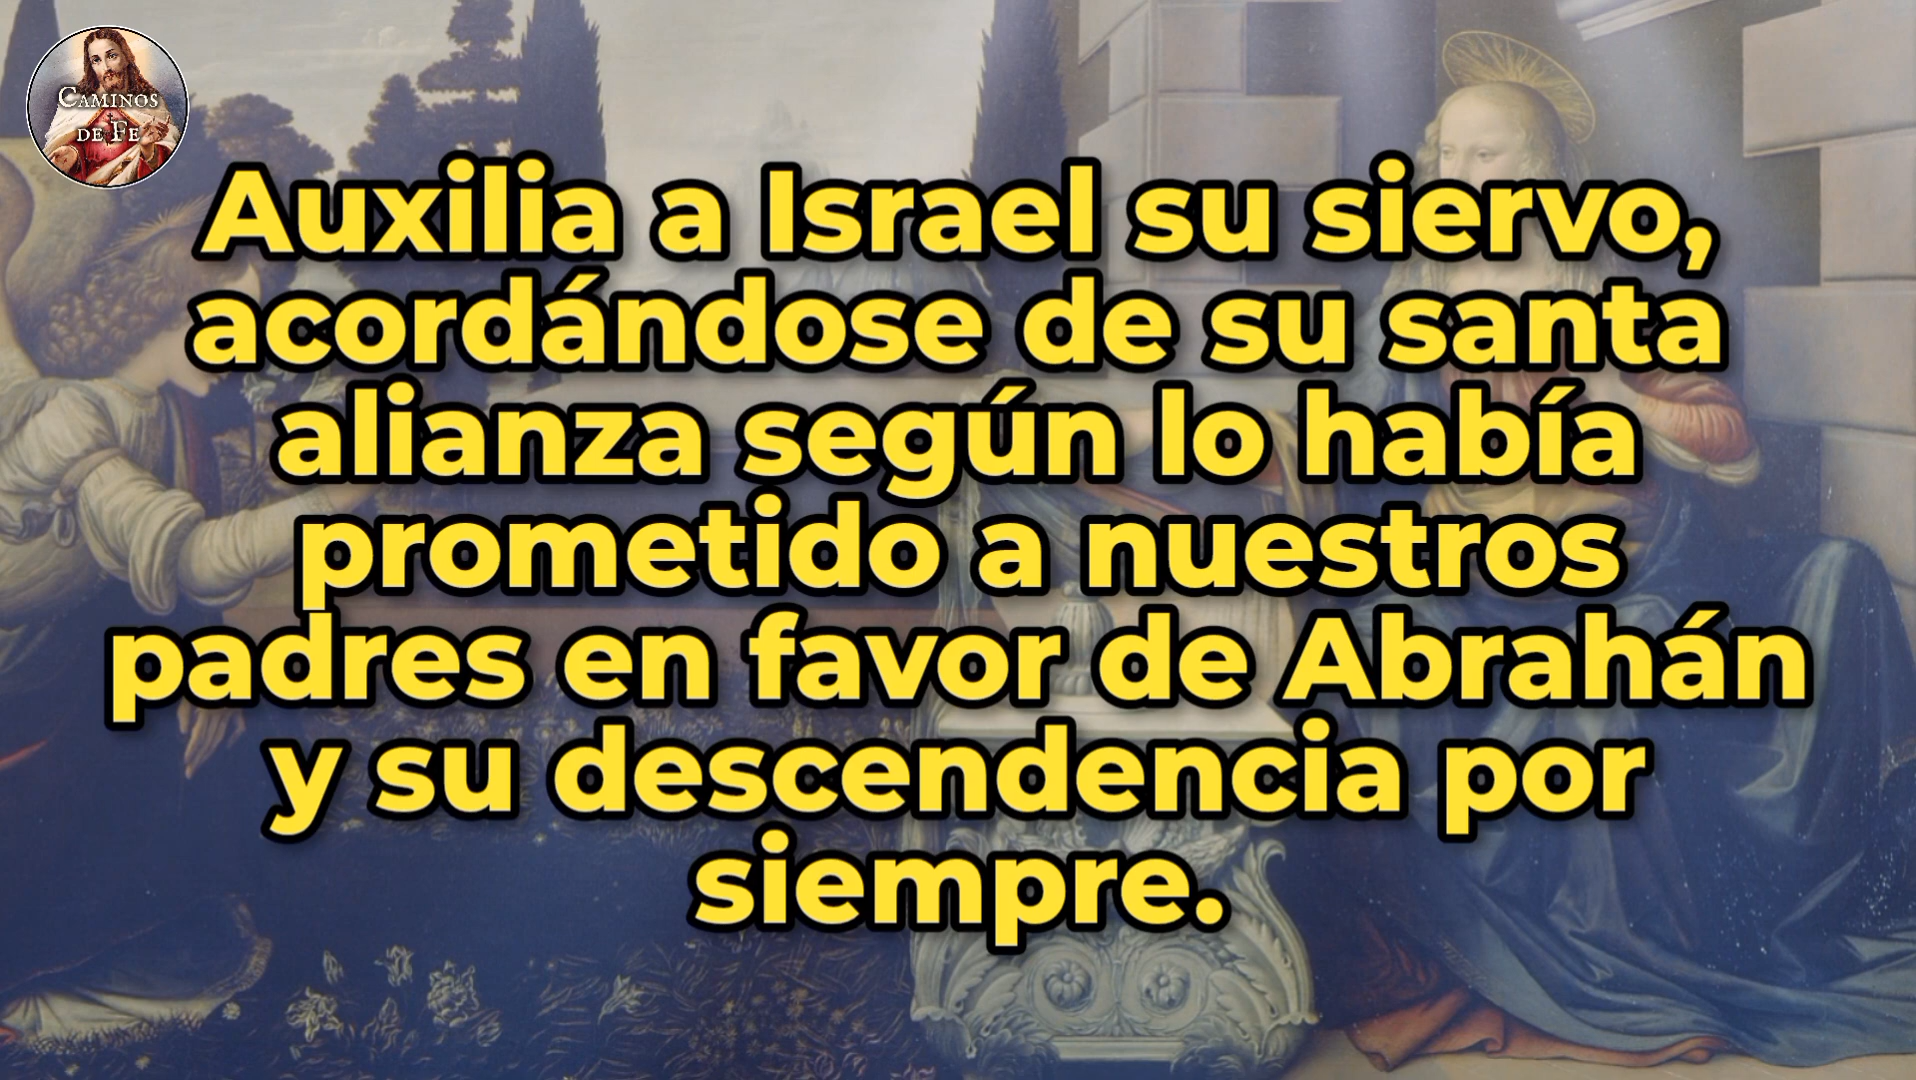 CAMINOS
DE FE
Auxilia a Israel su siervo,
acordándose de su santa
alianza según lo había
prometido a nuestros
padres en favor de Abrahán
y su descendencia por
siempre.